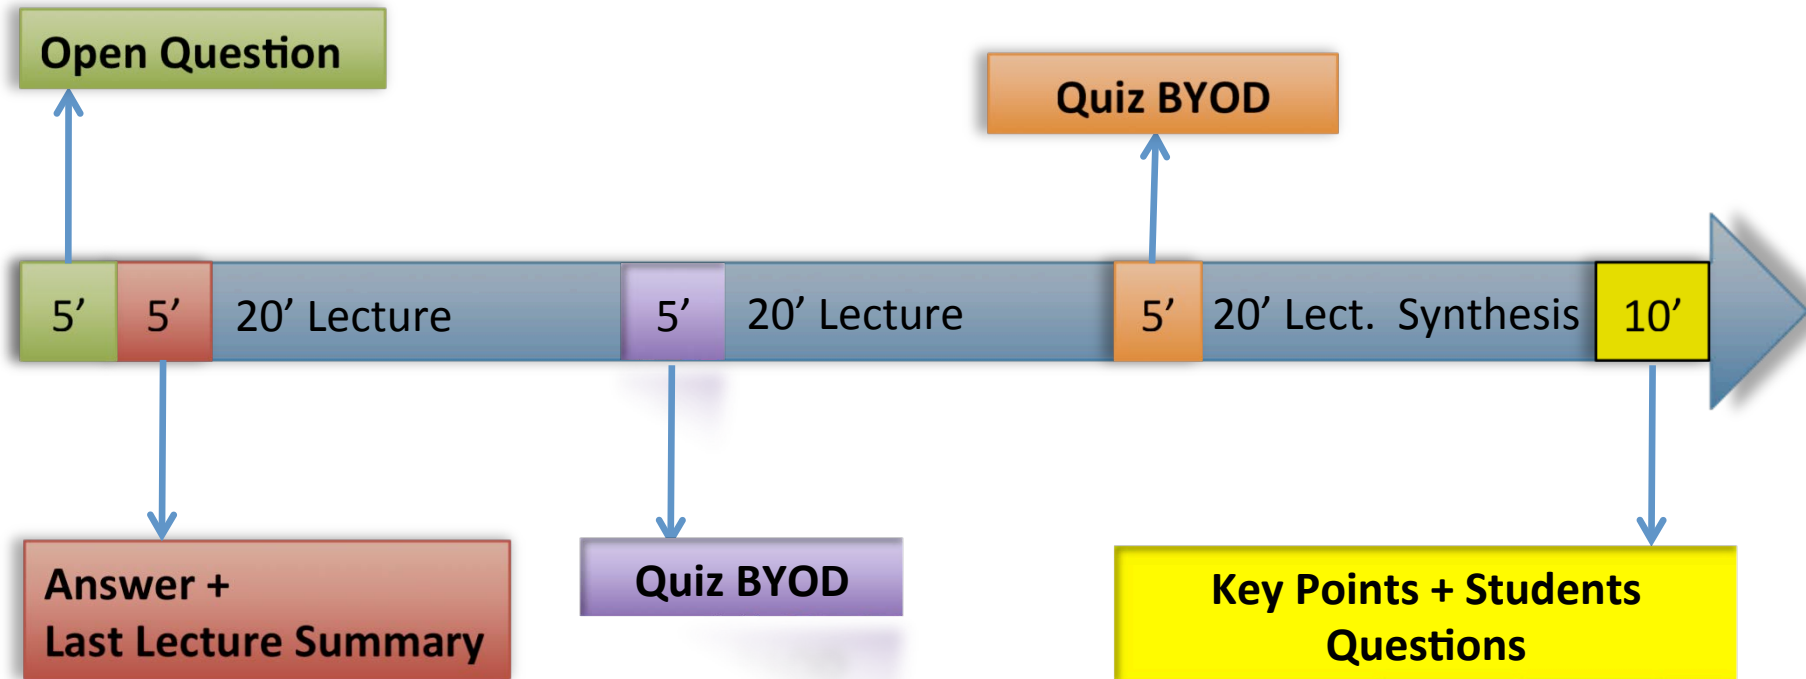 Open Question
Quiz BYOD
5’ 5’ 20’ Lecture 5’ 20’ Lecture 5’ 20’ Lect. Synthesis 10’
Answer +
Last Lecture Summary
Quiz BYOD
Key Points + Students
Questions